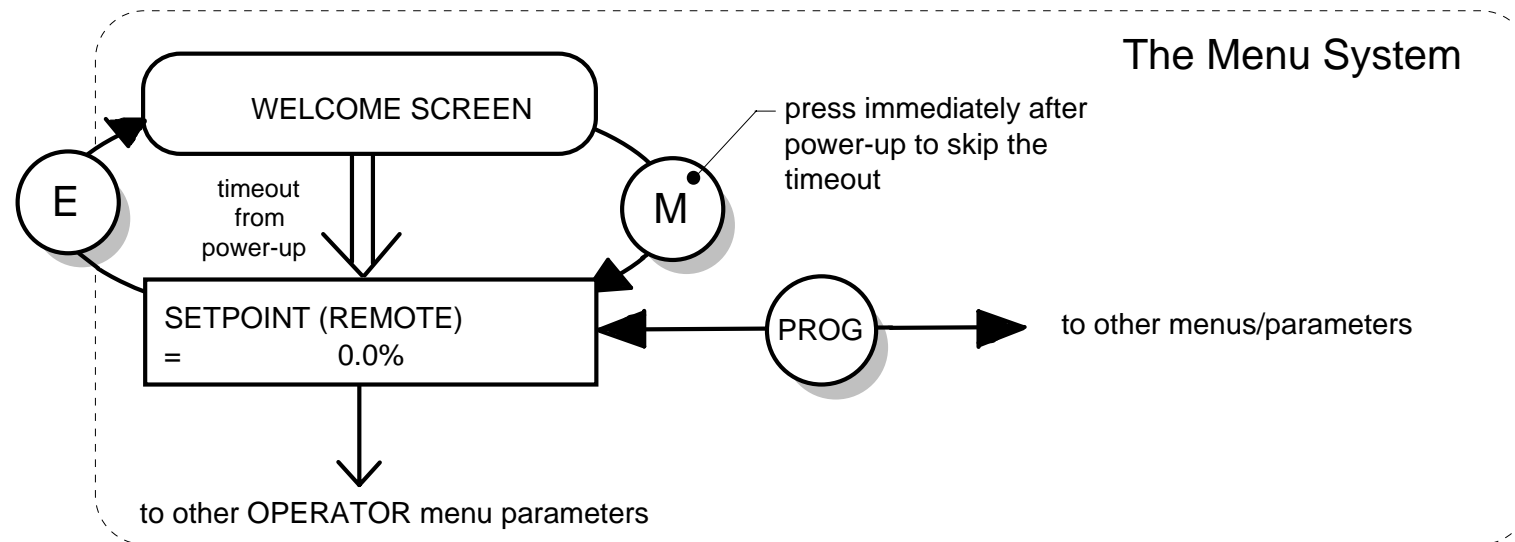 The Menu System
WELCOME SCREEN
press immediately after
power-up to skip the
timeout
E
timeout
from
power-up
M
SETPOINT (REMOTE)
= 0.0%
PROG
to other menus/parameters
to other OPERATOR menu parameters